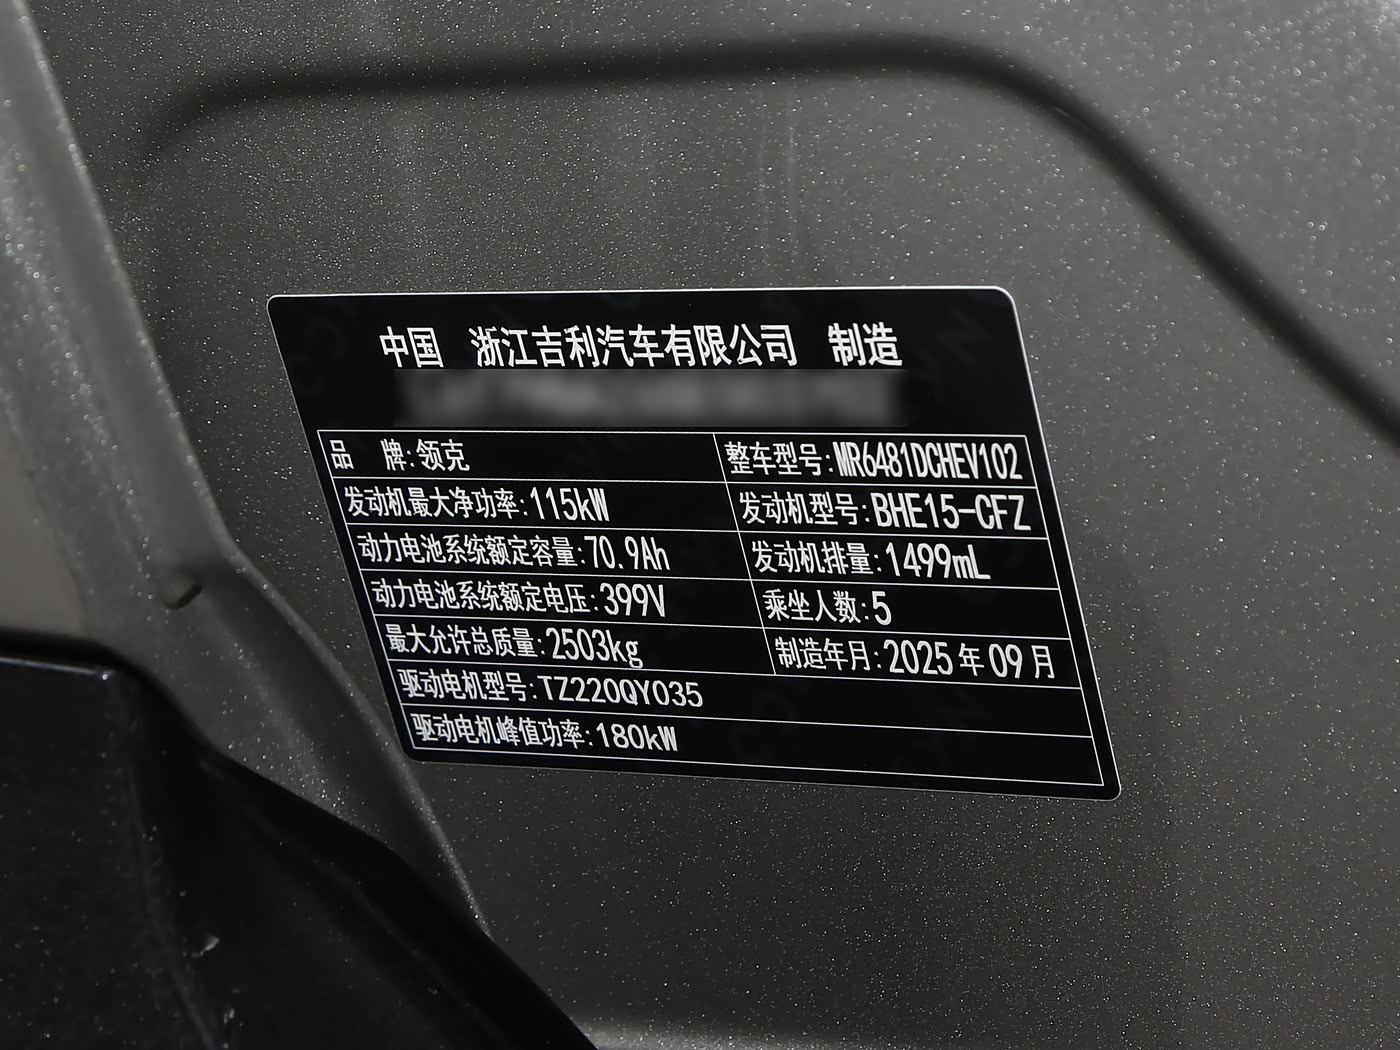 中国 浙江吉利汽车有限公司 制造
品 牌:领克 整车型号:MR6481DCHEV102
发动机最大净功率:115kW 发动机型号:BHE15-CFZ
动力电池系统额定容量:70.9Ah 发动机排量:1499mL
动力电池系统额定电压:399V 乘坐人数:5
最大允许总质量:2503kg 制造年月:2025年09月
驱动电机型号:TZ220QY035
驱动电机峰值功率:180kW